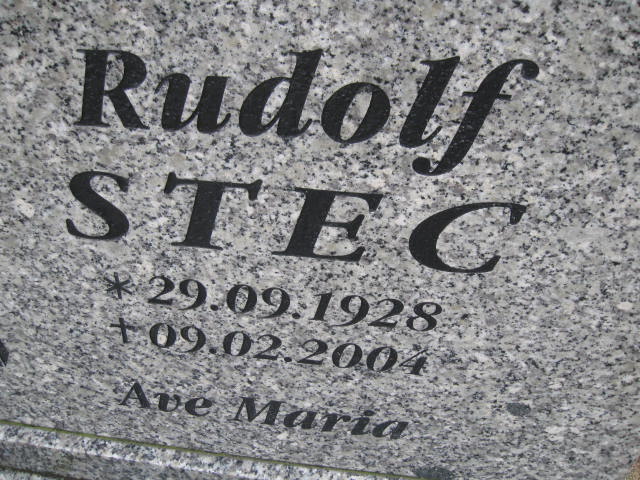 Rudolf
STEC
* 29.09.1928
† 09.02.2004
Ave Maria